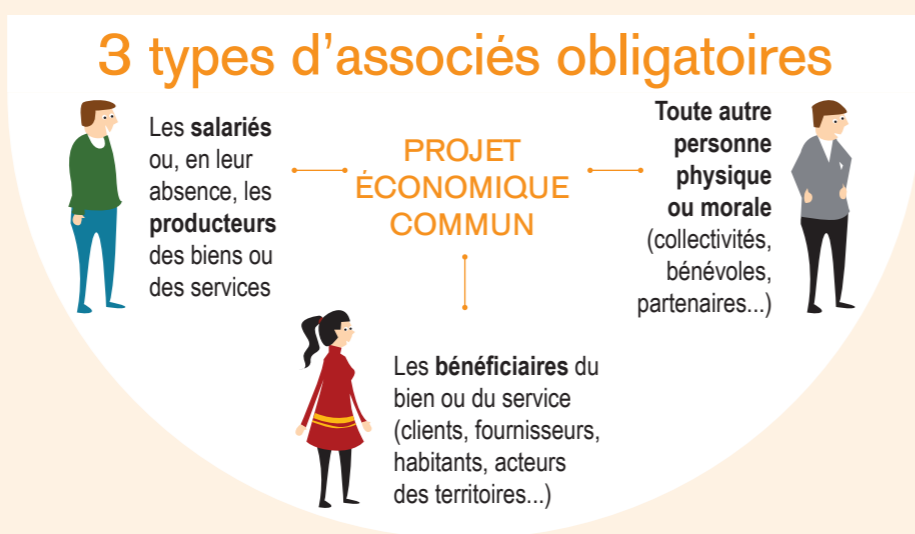 3 types d'associés obligatoires
Les salariés
ou, en leur
absence, les
producteurs
des biens ou
des services
PROJET
ÉCONOMIQUE
COMMUN
Toute autre
personne
physique
ou morale
(collectivités,
bénévoles,
partenaires...)
Les bénéficiaires du
bien ou du service
(clients, fournisseurs,
habitants, acteurs
des territoires...)